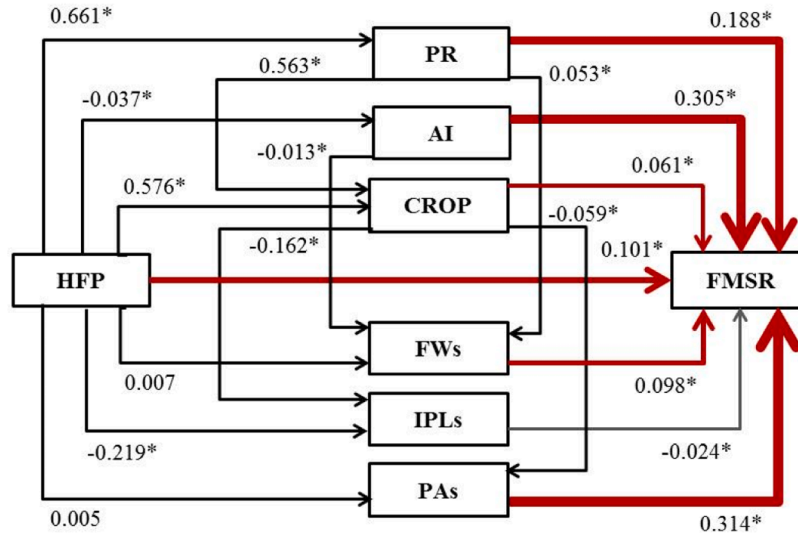 0.661*
PR
0.188*
0.563*
0.053*
-0.037*
AI
0.305*
-0.013*
0.061*
0.576*
CROP
-0.059*
-0.162*
0.101*
HFP
FMSR
FWs
0.007
0.098*
IPLs
-0.219*
-0.024*
PAs
0.005
0.314*